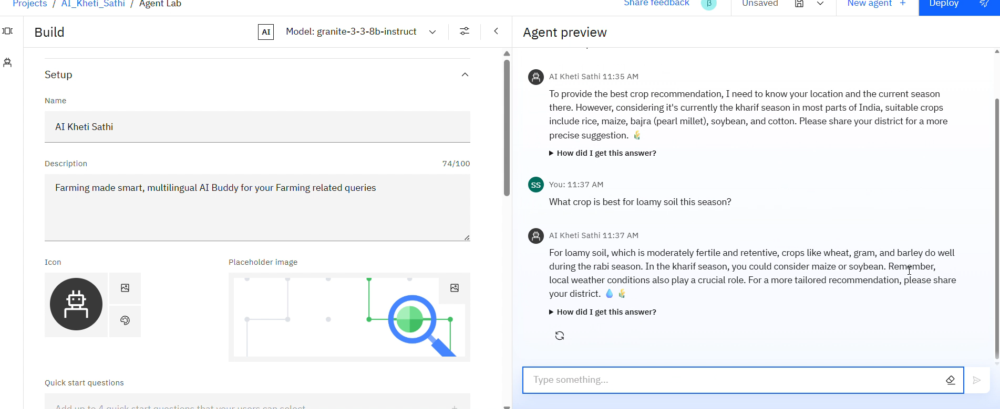 Projects / AI_Kheti_Sathi / Agent Lab
Share feedback β Unsaved New agent + Deploy
Build
AI Model: granite-3-3-8b-instruct
Setup
Name
AI Kheti Sathi
Description 74/100
Farming made smart, multilingual AI Buddy for your Farming related queries
Icon
Placeholder image
Quick start questions
Add up to 4 quick start questions that your users can select
Agent preview
AI Kheti Sathi 11:35 AM
To provide the best crop recommendation, I need to know your location and the current season
there. However, considering it's currently the kharif season in most parts of India, suitable crops
include rice, maize, bajra (pearl millet), soybean, and cotton. Please share your district for a more
precise suggestion. 🌾
How did I get this answer?
SS You: 11:37 AM
What crop is best for loamy soil this season?
AI Kheti Sathi 11:37 AM
For loamy soil, which is moderately fertile and retentive, crops like wheat, gram, and barley do well
during the rabi season. In the kharif season, you could consider maize or soybean. Remember,
local weather conditions also play a crucial role. For a more tailored recommendation, please share
your district. 💧 🌾
How did I get this answer?
Type something...